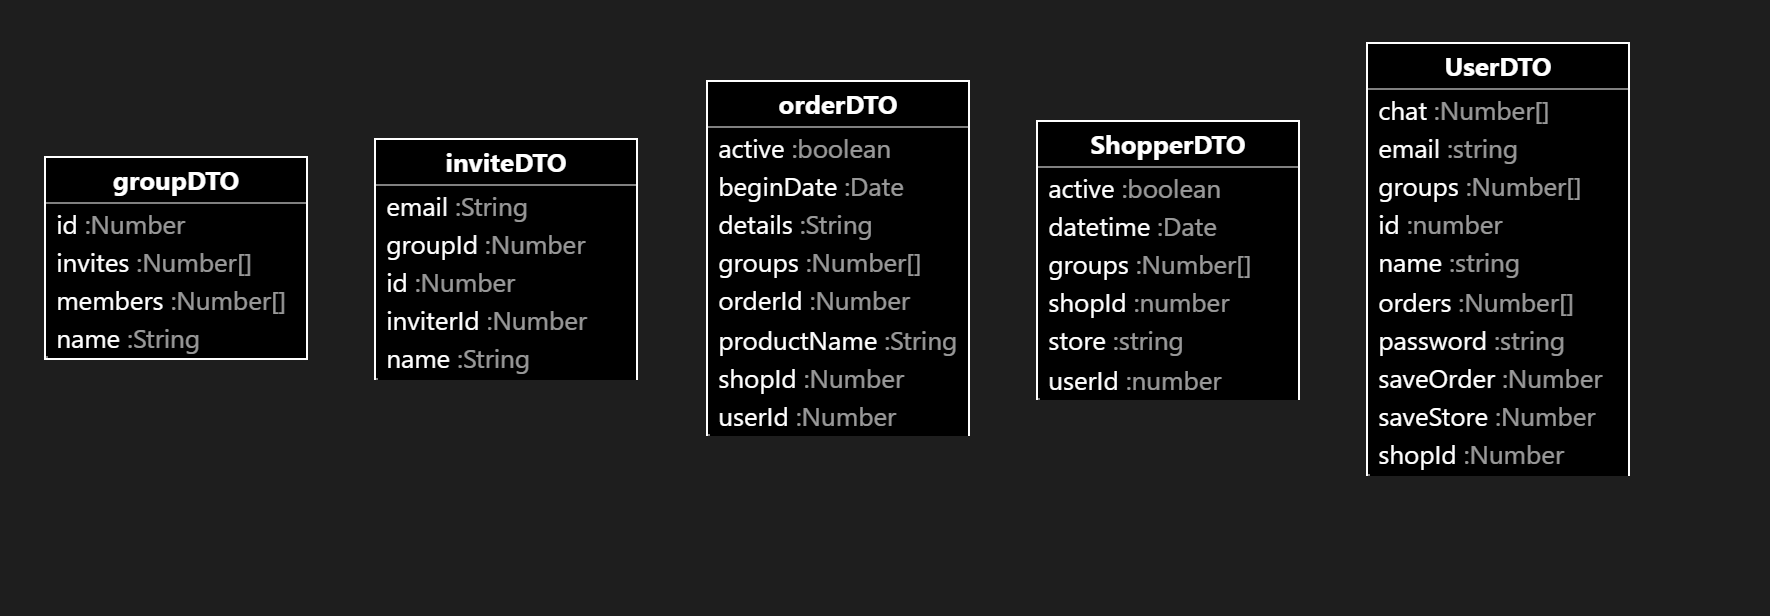 groupDTO
id :Number
invites :Number[]
members :Number[]
name :String
inviteDTO
email :String
groupId :Number
id :Number
inviterId :Number
name :String
orderDTO
active :boolean
beginDate :Date
details :String
groups :Number[]
orderId :Number
productName :String
shopId :Number
userId :Number
ShopperDTO
active :boolean
datetime :Date
groups :Number[]
shopId :number
store :string
userId :number
UserDTO
chat :Number[]
email :string
groups :Number[]
id :number
name :string
orders :Number[]
password :string
saveOrder :Number
saveStore :Number
shopId :Number